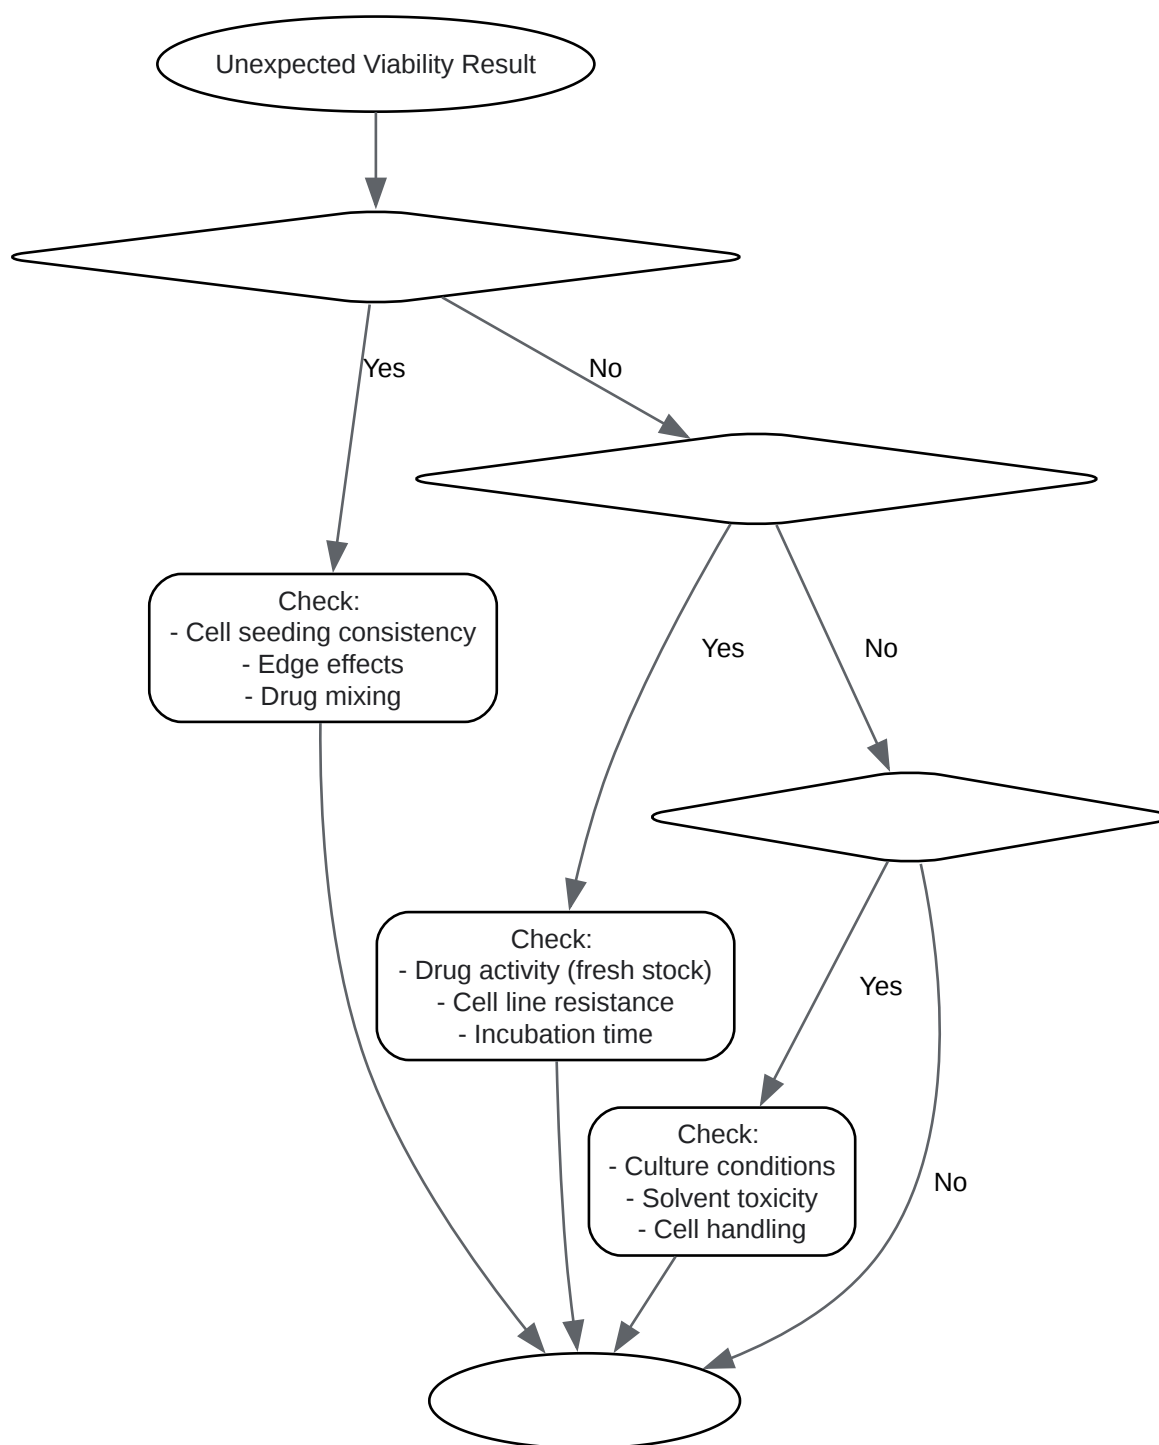 Unexpected Viability Result
Yes
No
Check:
- Cell seeding consistency
- Edge effects
- Drug mixing
Yes
No
Check:
- Drug activity (fresh stock)
- Cell line resistance
- Incubation time
Yes
Check:
- Culture conditions
- Solvent toxicity
- Cell handling
No